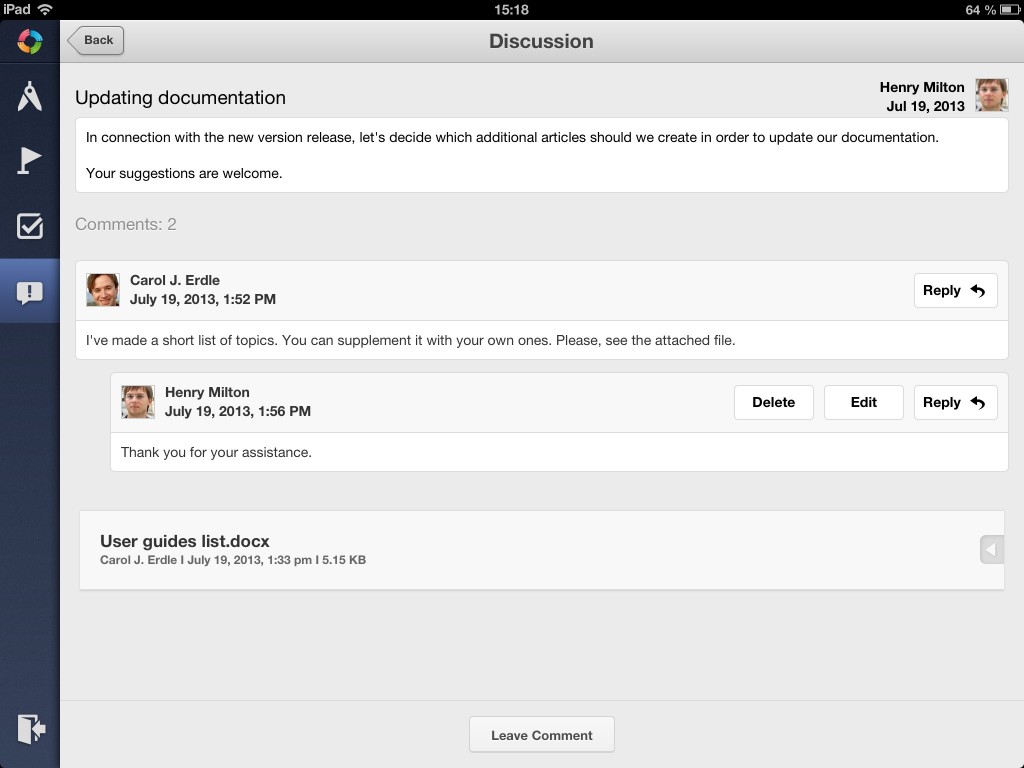 iPad 15:18 64 %
Back Discussion
Updating documentation
Henry Milton
Jul 19, 2013
In connection with the new version release, let's decide which additional articles should we create in order to update our documentation.
Your suggestions are welcome.
Comments: 2
Carol J. Erdle
July 19, 2013, 1:52 PM
Reply
I've made a short list of topics. You can supplement it with your own ones. Please, see the attached file.
Henry Milton
July 19, 2013, 1:56 PM
Delete Edit Reply
Thank you for your assistance.
User guides list.docx
Carol J. Erdle I July 19, 2013, 1:33 pm I 5.15 KB
Leave Comment